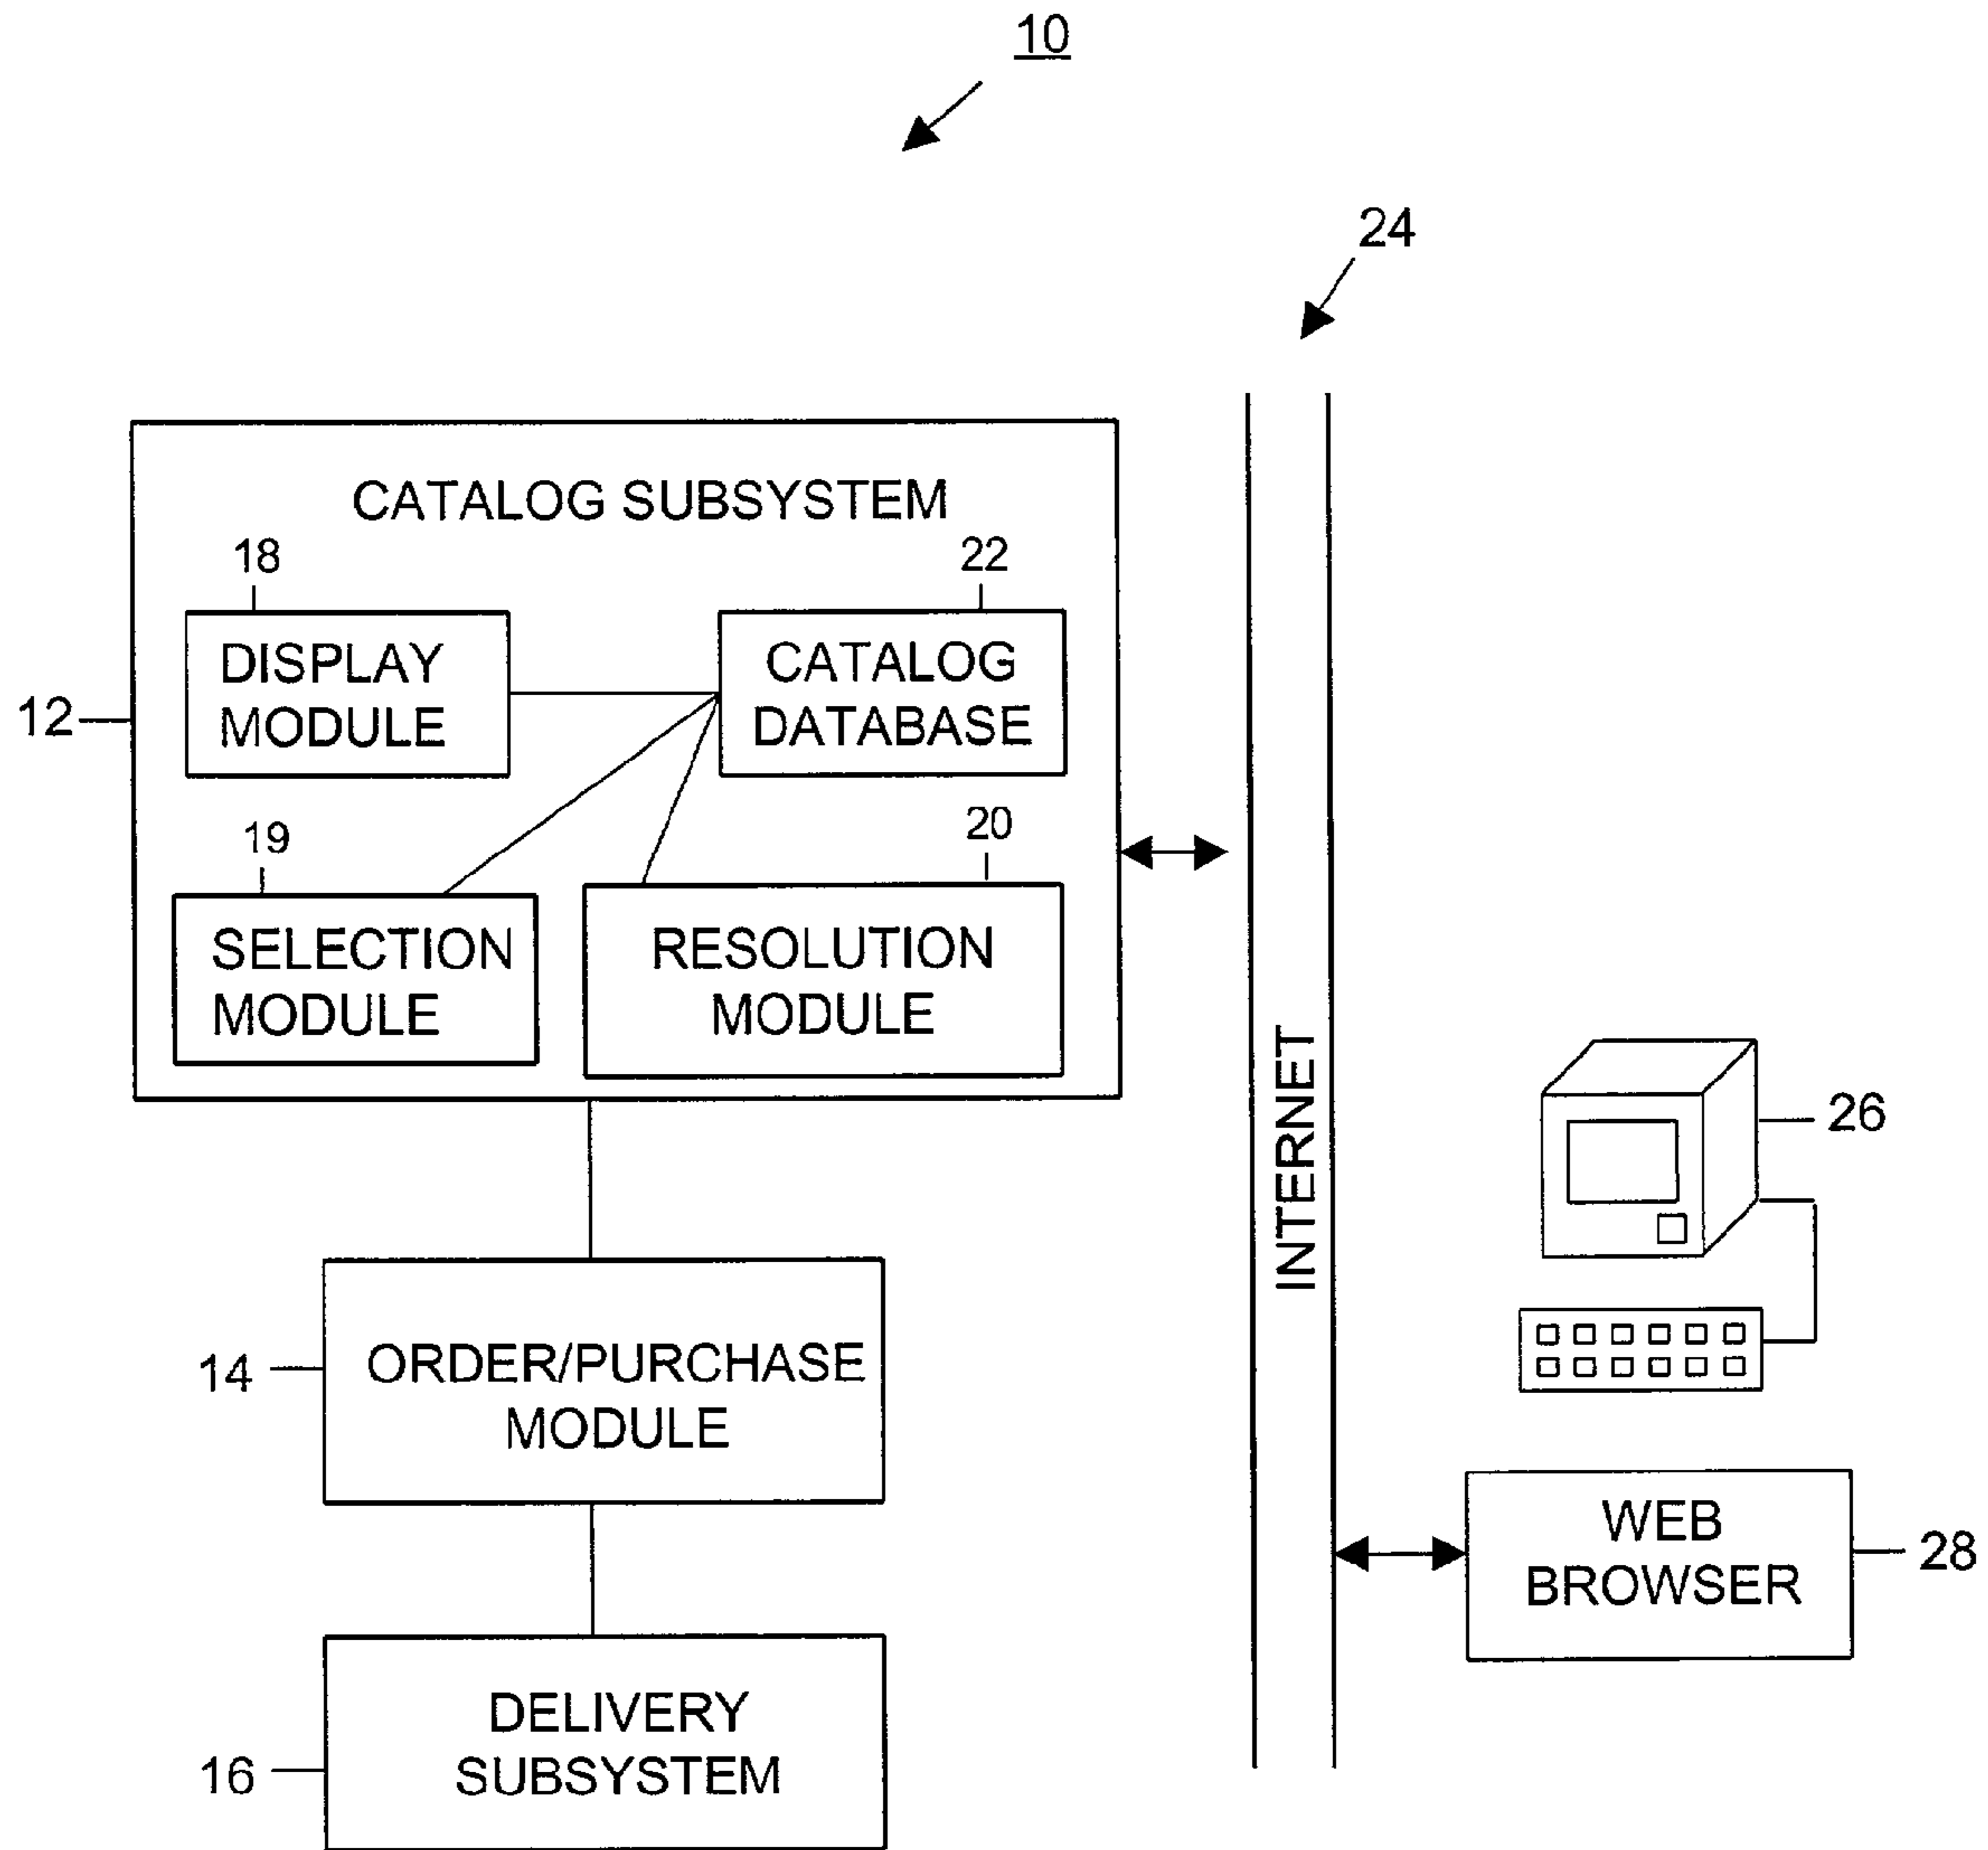 10
24
CATALOG SUBSYSTEM
18
22
DISPLAY
MODULE
CATALOG
DATABASE
12
19
20
SELECTION
MODULE
RESOLUTION
MODULE
INTERNET
26
14
ORDER/PURCHASE
MODULE
WEB
BROWSER
28
16
DELIVERY
SUBSYSTEM